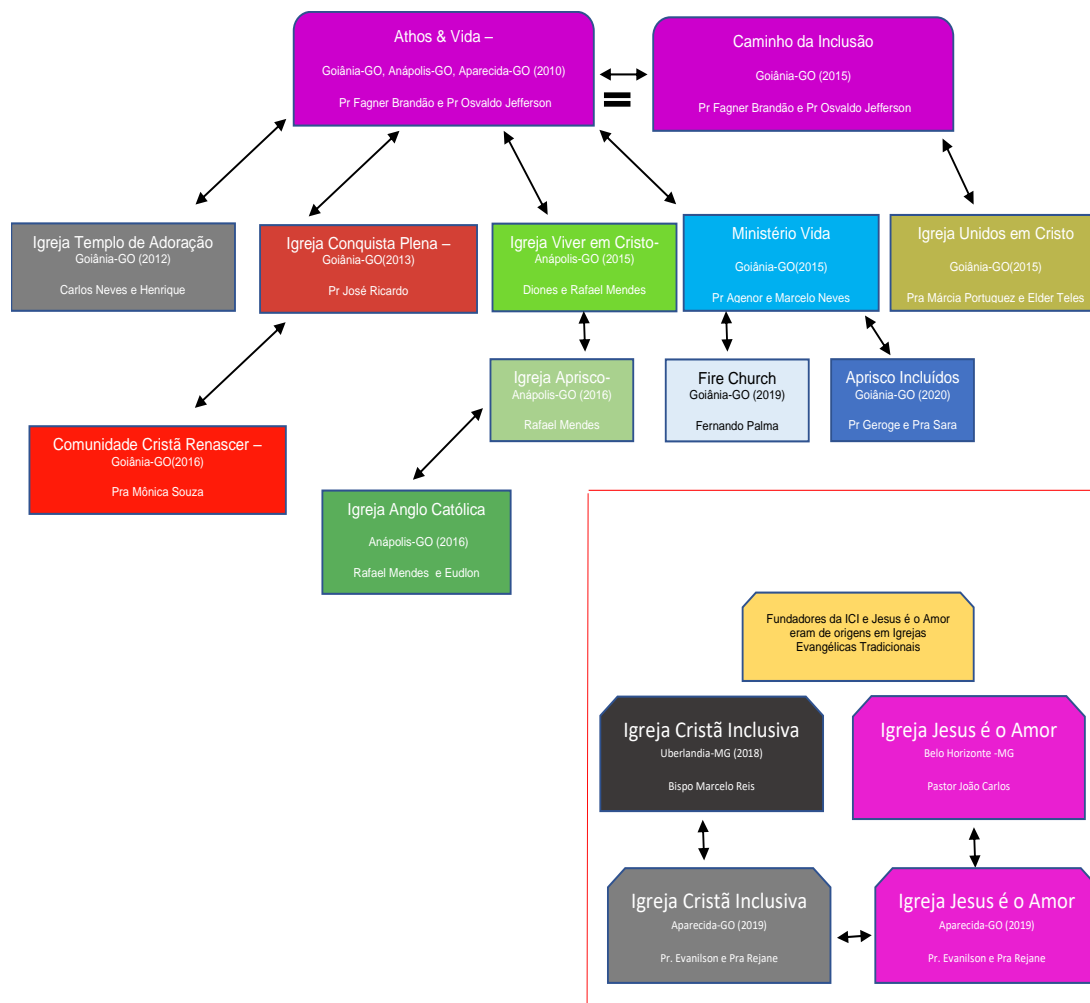 Athos & Vida –
Goiânia-GO, Anápolis-GO, Aparecida-GO (2010)
Pr Fagner Brandão e Pr Osvaldo Jefferson
=
Caminho da Inclusão
Goiânia-GO (2015)
Pr Fagner Brandão e Pr Osvaldo Jefferson
Igreja Templo de Adoração
Goiânia-GO (2012)
Carlos Neves e Henrique
Igreja Conquista Plena –
Goiânia-GO(2013)
Pr José Ricardo
Igreja Viver em Cristo-
Anápolis-GO (2015)
Diones e Rafael Mendes
Ministério Vida
Goiânia-GO(2015)
Pr Agenor e Marcelo Neves
Igreja Unidos em Cristo
Goiânia-GO(2015)
Pra Márcia Portuguez e Elder Teles
Igreja Aprisco-
Anápolis-GO (2016)
Rafael Mendes
Fire Church
Goiânia-GO (2019)
Fernando Palma
Aprisco Incluídos
Goiânia-GO (2020)
Pr Geroge e Pra Sara
Comunidade Cristã Renascer –
Goiânia-GO(2016)
Pra Mônica Souza
Igreja Anglo Católica
Anápolis-GO (2016)
Rafael Mendes e Eudlon
Fundadores da ICI e Jesus é o Amor
eram de origens em Igrejas
Evangélicas Tradicionais
Igreja Cristã Inclusiva
Uberlandia-MG (2018)
Bispo Marcelo Reis
Igreja Jesus é o Amor
Belo Horizonte -MG
Pastor João Carlos
Igreja Cristã Inclusiva
Aparecida-GO (2019)
Pr. Evanilson e Pra Rejane
Igreja Jesus é o Amor
Aparecida-GO (2019)
Pr. Evanilson e Pra Rejane